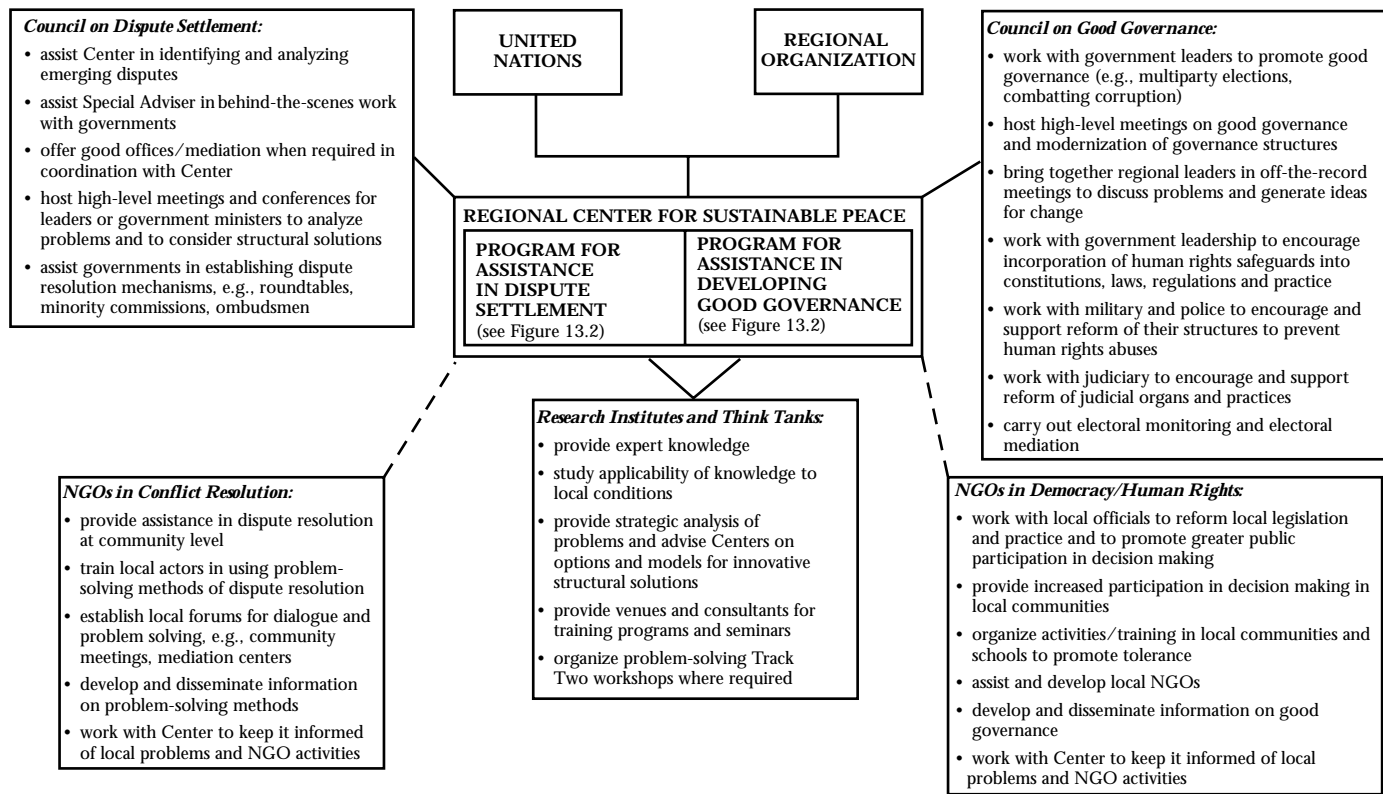 Council on Dispute Settlement:
• assist Center in identifying and analyzing
emerging disputes
• assist Special Adviser in behind-the-scenes work
with governments
• offer good offices/mediation when required in
coordination with Center
• host high-level meetings and conferences for
leaders or government ministers to analyze
problems and to consider structural solutions
• assist governments in establishing dispute
resolution mechanisms, e.g., roundtables,
minority commissions, ombudsmen
UNITED
NATIONS
REGIONAL
ORGANIZATION
Council on Good Governance:
• work with government leaders to promote good
governance (e.g., multiparty elections,
combatting corruption)
• host high-level meetings on good governance
and modernization of governance structures
• bring together regional leaders in off-the-record
meetings to discuss problems and generate ideas
for change
• work with government leadership to encourage
incorporation of human rights safeguards into
constitutions, laws, regulations and practice
• work with military and police to encourage and
support reform of their structures to prevent
human rights abuses
• work with judiciary to encourage and support
reform of judicial organs and practices
• carry out electoral monitoring and electoral
mediation
REGIONAL CENTER FOR SUSTAINABLE PEACE
PROGRAM FOR
ASSISTANCE
IN DISPUTE
SETTLEMENT
(see Figure 13.2)
PROGRAM FOR
ASSISTANCE IN
DEVELOPING
GOOD GOVERNANCE
(see Figure 13.2)
NGOs in Conflict Resolution:
• provide assistance in dispute resolution
at community level
• train local actors in using problem-
solving methods of dispute resolution
• establish local forums for dialogue and
problem solving, e.g., community
meetings, mediation centers
• develop and disseminate information
on problem-solving methods
• work with Center to keep it informed
of local problems and NGO activities
Research Institutes and Think Tanks:
• provide expert knowledge
• study applicability of knowledge to
local conditions
• provide strategic analysis of
problems and advise Centers on
options and models for innovative
structural solutions
• provide venues and consultants for
training programs and seminars
• organize problem-solving Track
Two workshops where required
NGOs in Democracy/Human Rights:
• work with local officials to reform local legislation
and practice and to promote greater public
participation in decision making
• provide increased participation in decision making in
local communities
• organize activities/training in local communities and
schools to promote tolerance
• assist and develop local NGOs
• develop and disseminate information on good
governance
• work with Center to keep it informed of local
problems and NGO activities